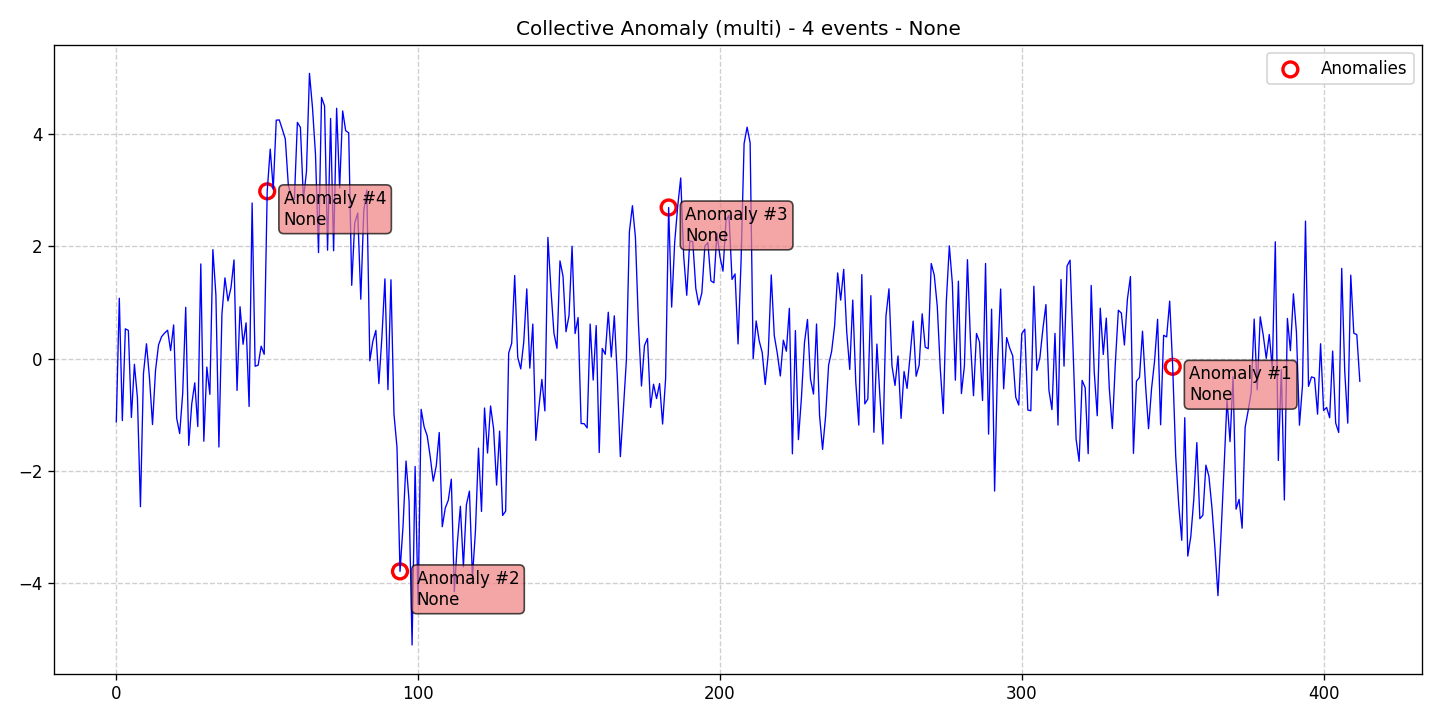 Collective Anomaly (multi) - 4 events - None
Anomalies
4
2
0
−2
−4
Anomaly #4
None
Anomaly #3
None
Anomaly #1
None
Anomaly #2
None
0 100 200 300 400